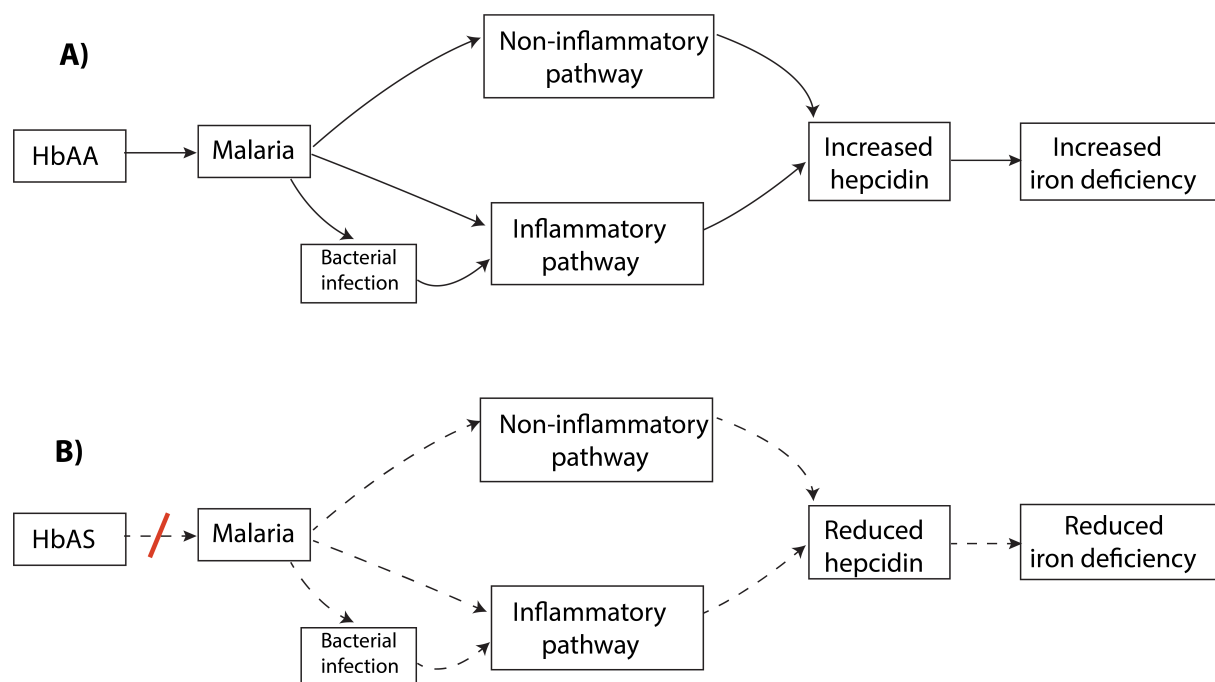 A)
HbAA
Malaria
Non-inflammatory
pathway
Bacterial
infection
Inflammatory
pathway
Increased
hepcidin
Increased
iron deficiency
B)
HbAS
Malaria
Non-inflammatory
pathway
Bacterial
infection
Inflammatory
pathway
Reduced
hepcidin
Reduced
iron deficiency